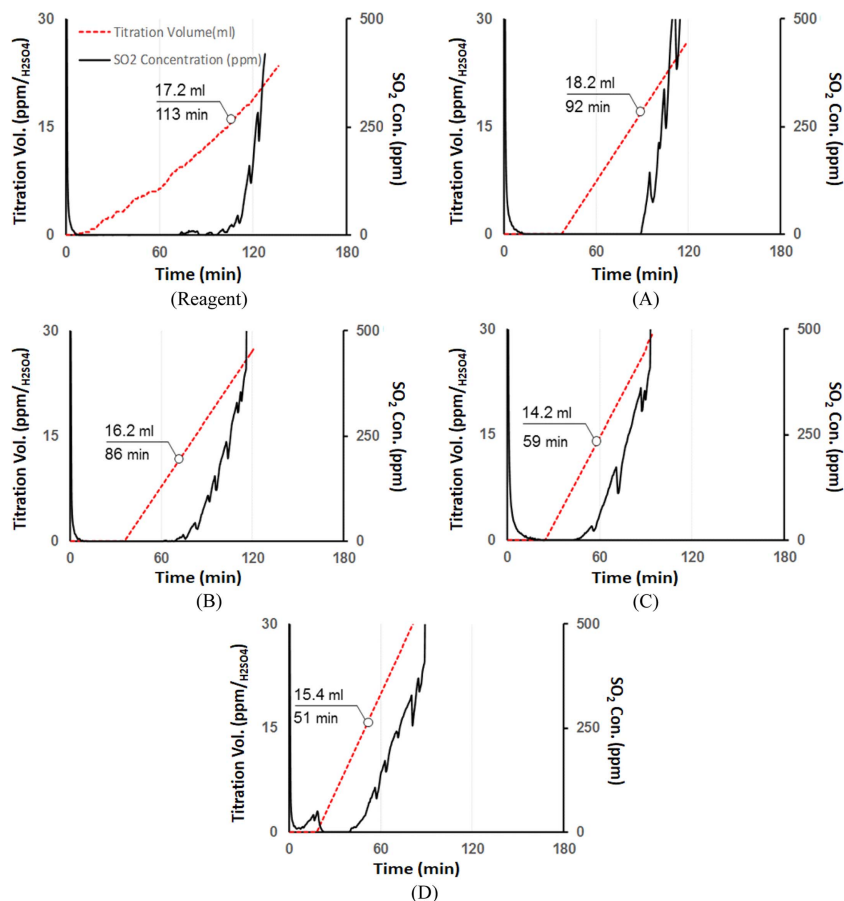 Titration Volume(ml)
SO2 Concentration (ppm)
17.2 ml
113 min
30
15
0
500
250
0
0 60 120 180
Titration Vol. (ppm/H2SO4)
SO2 Con. (ppm)
Time (min)
(Reagent)
18.2 ml
92 min
30
15
0
500
250
0
0 60 120 180
Titration Vol. (ppm/H2SO4)
SO2 Con. (ppm)
Time (min)
(A)
16.2 ml
86 min
30
15
0
500
250
0
0 60 120 180
Titration Vol. (ppm/H2SO4)
SO2 Con. (ppm)
Time (min)
(B)
14.2 ml
59 min
30
15
0
500
250
0
0 60 120 180
Titration Vol. (ppm/H2SO4)
SO2 Con. (ppm)
Time (min)
(C)
15.4 ml
51 min
30
15
0
500
250
0
0 60 120 180
Titration Vol. (ppm/H2SO4)
SO2 Con. (ppm)
Time (min)
(D)